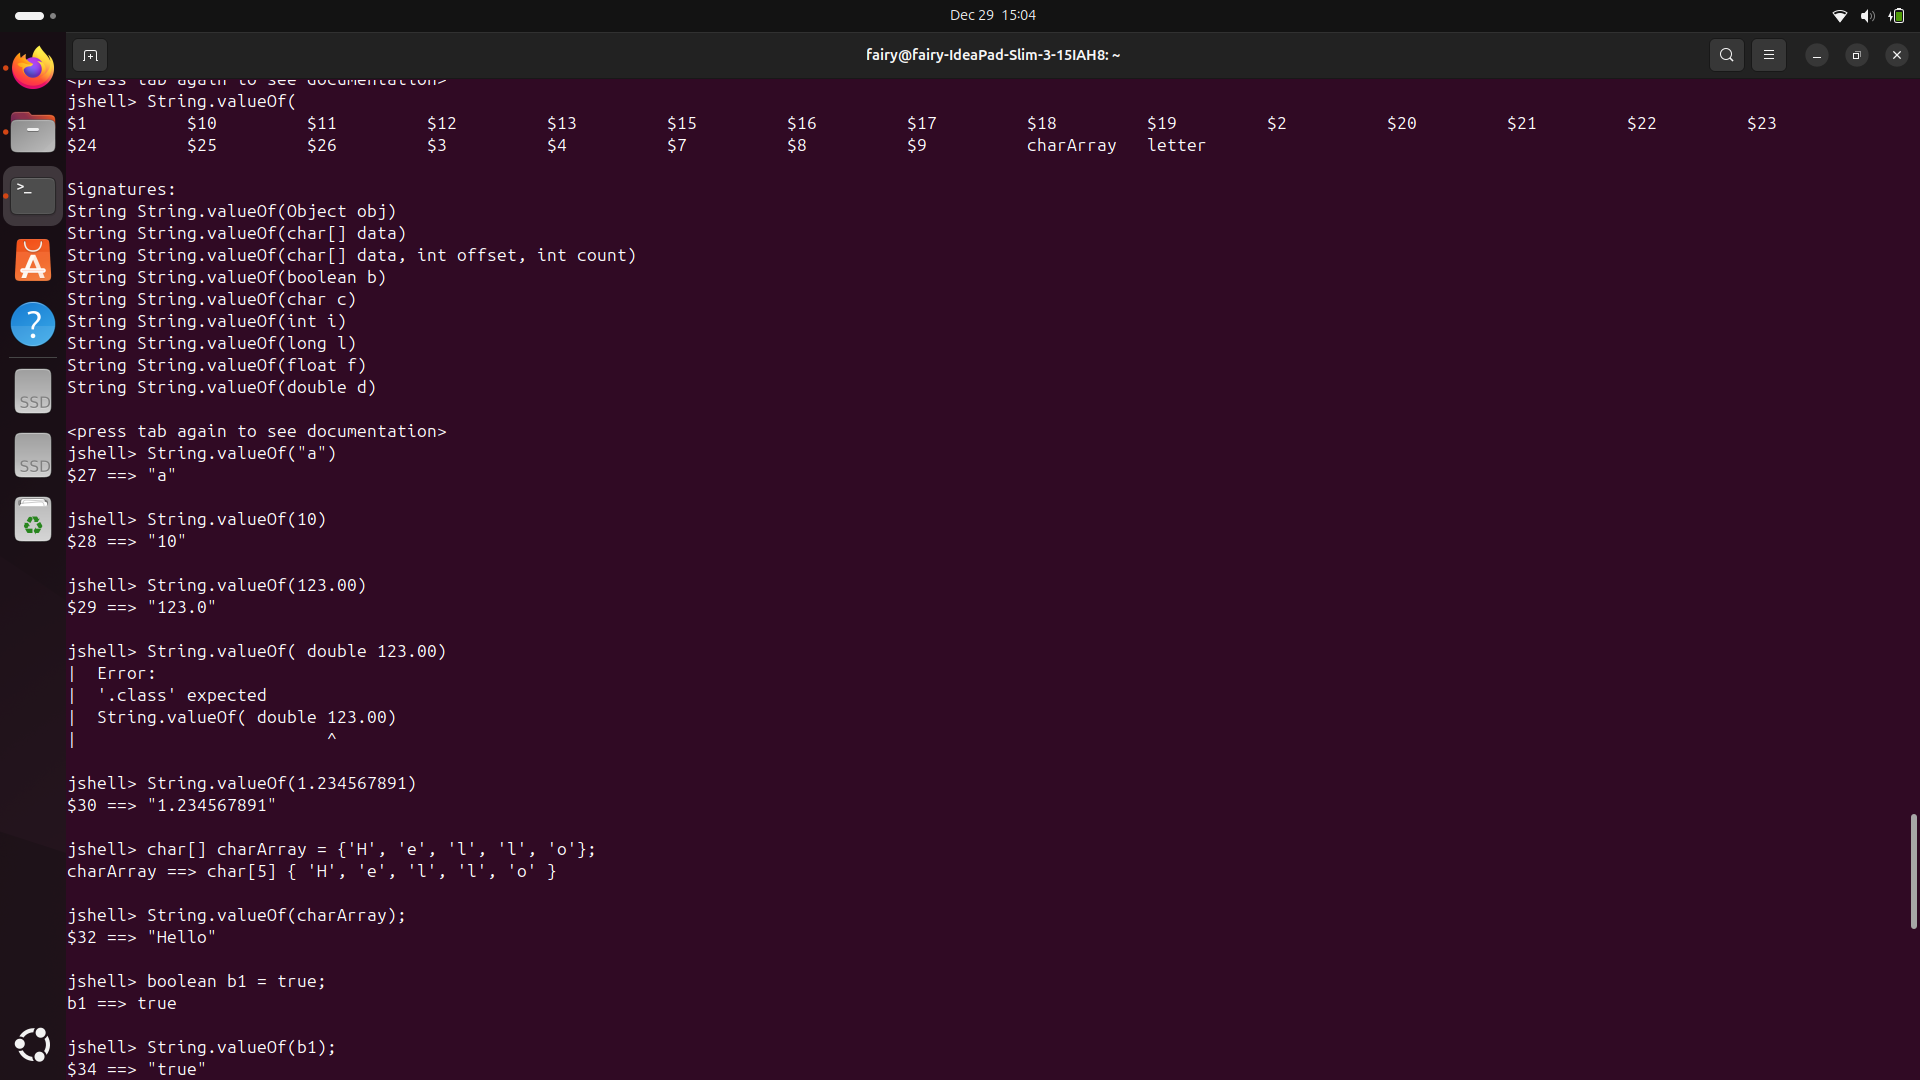 Dec 29 15:04
fairy@fairy-IdeaPad-Slim-3-15IAH8: ~
<press tab again to see documentation>
jshell> String.valueOf(
$1 $10 $11 $12 $13 $15 $16 $17 $18 $19 $2 $20 $21 $22 $23
$24 $25 $26 $3 $4 $7 $8 $9 charArray letter
Signatures:
String String.valueOf(Object obj)
String String.valueOf(char[] data)
String String.valueOf(char[] data, int offset, int count)
String String.valueOf(boolean b)
String String.valueOf(char c)
String String.valueOf(int i)
String String.valueOf(long l)
String String.valueOf(float f)
String String.valueOf(double d)
<press tab again to see documentation>
jshell> String.valueOf("a")
$27 ==> "a"
jshell> String.valueOf(10)
$28 ==> "10"
jshell> String.valueOf(123.00)
$29 ==> "123.0"
jshell> String.valueOf( double 123.00)
| Error:
| '.class' expected
| String.valueOf( double 123.00)
| ^
jshell> String.valueOf(1.234567891)
$30 ==> "1.234567891"
jshell> char[] charArray = {'H', 'e', 'l', 'l', 'o'};
charArray ==> char[5] { 'H', 'e', 'l', 'l', 'o' }
jshell> String.valueOf(charArray);
$32 ==> "Hello"
jshell> boolean b1 = true;
b1 ==> true
jshell> String.valueOf(b1);
$34 ==> "true"
>_
A
?
SSD
SSD